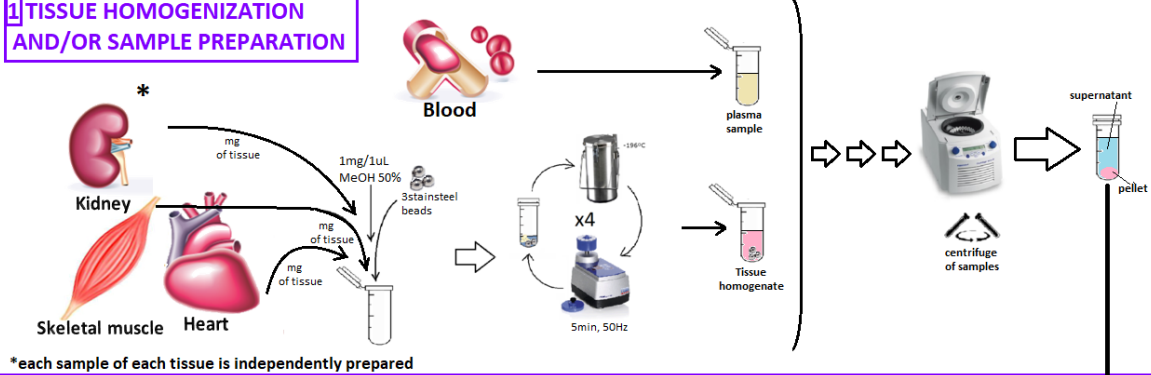 1 TISSUE HOMOGENIZATION
AND/OR SAMPLE PREPARATION
*
Kidney
mg
of tissue
Skeletal muscle
mg
of tissue
Heart
mg
of tissue
1mg/1uL
MeOH 50%
3stainsteel
beads
-196ºC
x4
5min, 50Hz
Blood
plasma
sample
Tissue
homogenate
centrifuge
of samples
supernatant
pellet
*each sample of each tissue is independently prepared